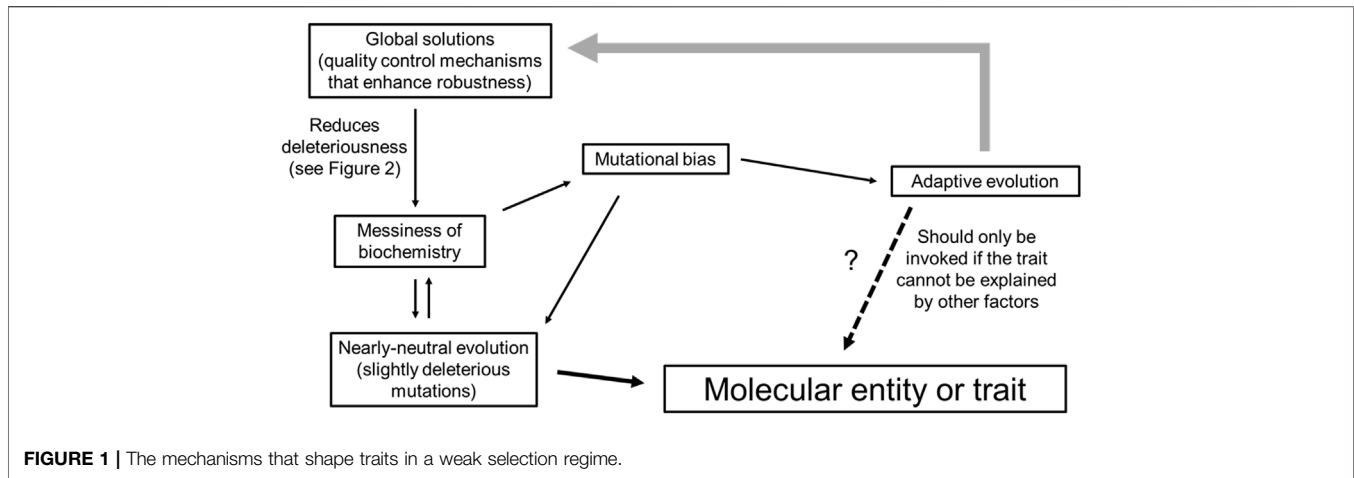 Global solutions
(quality control mechanisms
that enhance robustness)
Reduces
deleteriousness
(see Figure 2)
Mutational bias
Adaptive evolution
Messiness of
biochemistry
?
Should only be
invoked if the trait
cannot be explained
by other factors
Nearly-neutral evolution
(slightly deleterious
mutations)
Molecular entity or trait
FIGURE 1 | The mechanisms that shape traits in a weak selection regime.